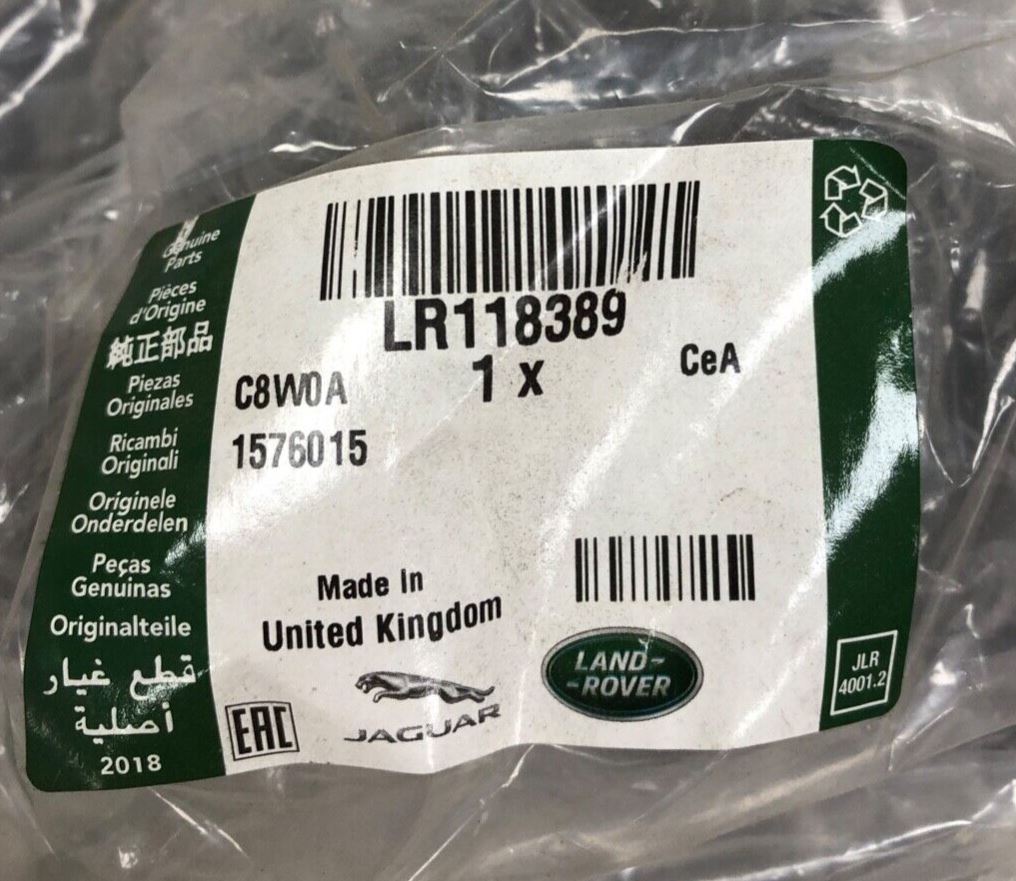 Genuine
Parts
Pièces
d'Origine
純正部品
Piezas
Originales
Ricambi
Originali
Originele
Onderdelen
Peças
Genuinas
Originalteile
قطع غيار
أصلية
2018
LR118389
1 x
CeA
C8W0A
1576015
Made in
United Kingdom
EAC
JAGUAR
LAND-
-ROVER
JLR
4001.2